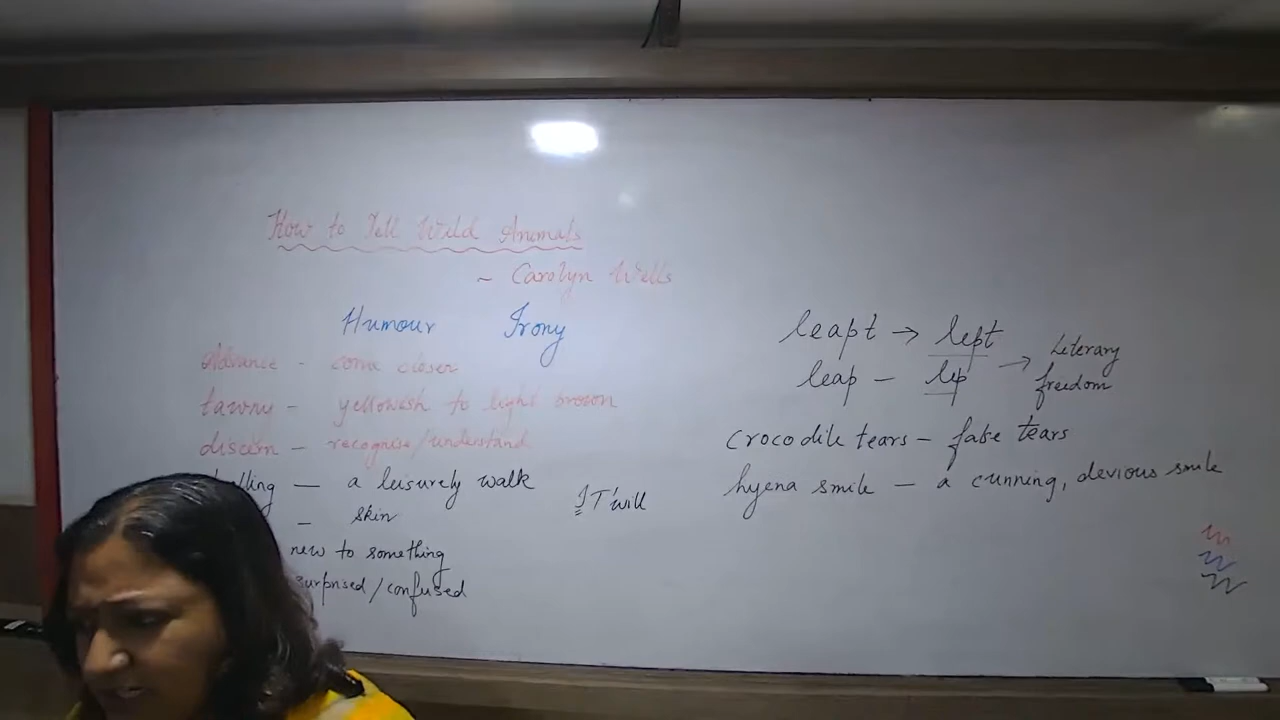 How to Tell Wild Animals
~ Carolyn Wells
Humour Irony
Advance - come closer
tawny - yellowish to light brown
discern - recognise/understand
— a leisurely walk
– skin
new to something
surprised/confused
I T'will
leapt → lept
leap – lep → Literary freedom
crocodile tears – fake tears
hyena smile – a cunning, devious smile